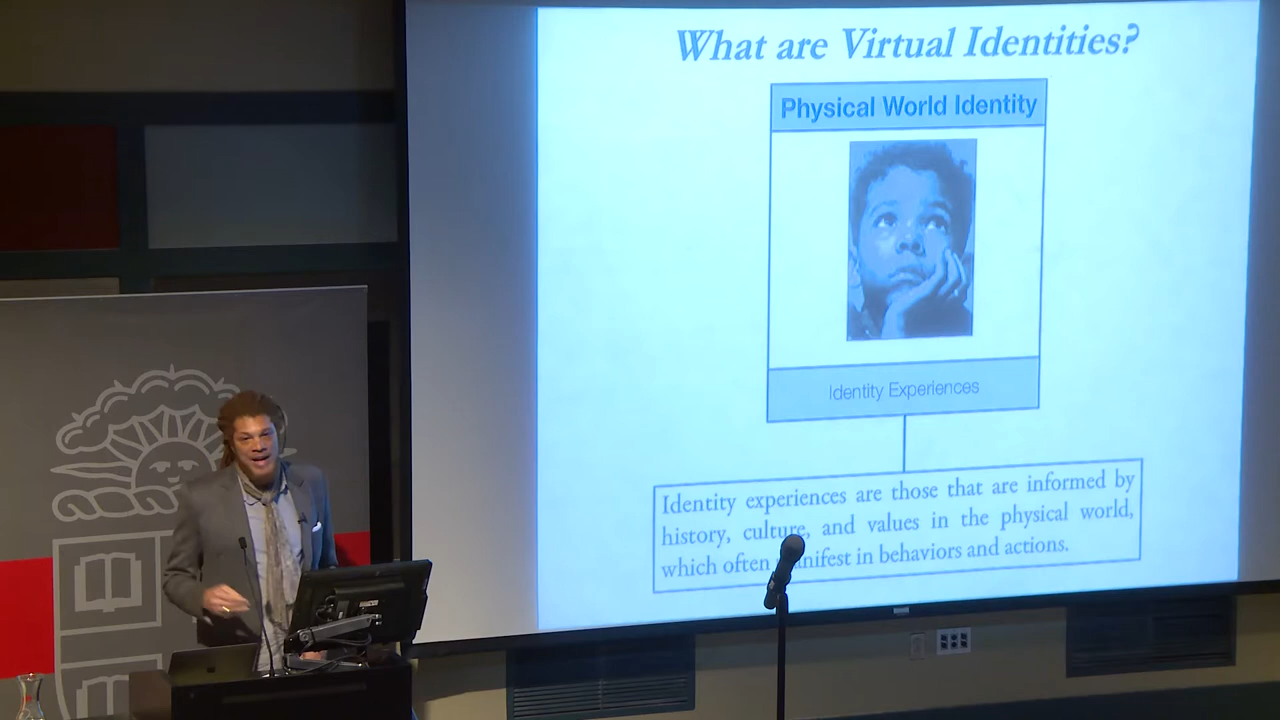 What are Virtual Identities?
Physical World Identity
Identity Experiences
Identity experiences are those that are informed by
history, culture, and values in the physical world,
which often manifest in behaviors and actions.